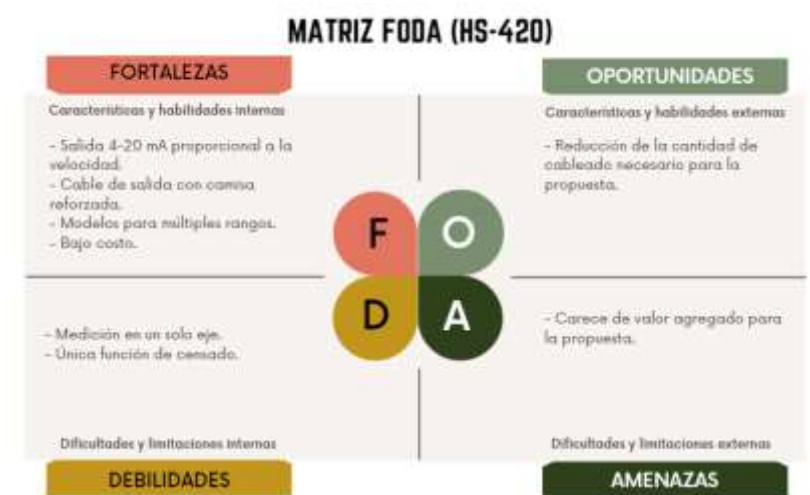 MATRIZ FODA (HS-420)
FORTALEZAS
Características y habilidades internas
- Salida 4-20 mA proporcional a la
velocidad.
- Cable de salida con camisa
reforzada.
- Modelos para múltiples rangos.
- Bajo costo.
OPORTUNIDADES
Características y habilidades externas
- Reducción de la cantidad de
cableado necesario para la
propuesta.
F
O
D
A
- Medición en un solo eje.
- Única función de censado.
Dificultades y limitaciones internas
DEBILIDADES
- Carece de valor agregado para
la propuesta.
Dificultades y limitaciones externas
AMENAZAS